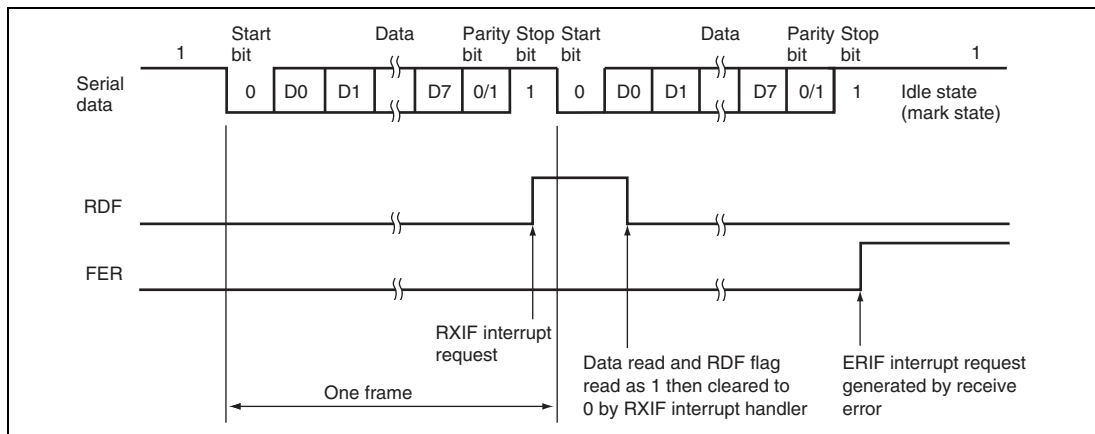 1
Start bit
Data
Parity bit
Stop bit
Start bit
Data
Parity bit
Stop bit
1
Serial data
0 D0 D1 D7 0/1 1 0 D0 D1 D7 0/1 1
Idle state
(mark state)
RDF
FER
RXIF interrupt
request
Data read and RDF flag
read as 1 then cleared to
0 by RXIF interrupt handler
ERIF interrupt request
generated by receive
error
One frame